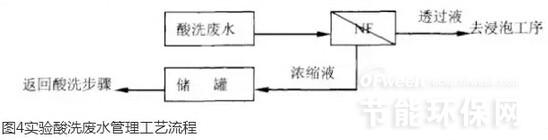 酸洗废水
NF
透过液
去浸泡工序
返回酸洗步骤
储 罐
浓缩液
节能环保网
图4实验酸洗废水管理工艺流程